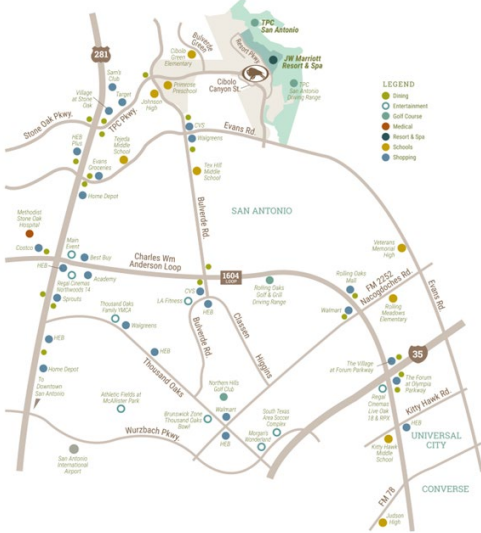 TPC
San Antonio
JW Marriott
Resort & Spa
Resort Pkwy.
Bulverde
Green
Cibolo
Green
Elementary
281
Sam's
Club
Target
Village
at Stone
Oak
Primrose
Preschool
Johnson
High
Cibolo
Canyon St.
TPC
San Antonio
Driving Range
LEGEND
Dining
Entertainment
Golf Course
Medical
Resort & Spa
Schools
Shopping
Stone Oak Pkwy.
TPC Pkwy.
CVS
Walgreens
Evans Rd.
HEB
Plus
Tejeda
Middle
School
Evans
Groceries
Tex Hill
Middle
School
Home Depot
Bulverde Rd.
SAN ANTONIO
Methodist
Stone Oak
Hospital
Costco
Main
Event
Best Buy
HEB
Regal Cinemas
Northwoods 14
Academy
Charles Wm
Anderson Loop
1604
LOOP
Veterans
Memorial
High
Rolling Oaks
Mall
FM 2252
Nacogdoches Rd.
Evans Rd.
Sprouts
Thousand Oaks
Family YMCA
CVS
LA Fitness
HEB
Rolling Oaks
Golf & Grill
Driving Range
Walmart
Rolling
Meadows
Elementary
HEB
Walgreens
HEB
Bulverde Rd.
Classen
Higgins
35
The Village
at Forum Parkway
Home Depot
To
Downtown
San Antonio
Thousand Oaks
Northern Hills
Golf Club
The Forum
at Olympia
Parkway
Regal
Cinemas
Live Oak
18 & RPX
Kitty Hawk Rd.
Athletic Fields at
McAllister Park
Brunswick Zone
Thousand Oaks
Bowl
Walmart
HEB
South Texas
Area Soccer
Complex
Morgan's
Wonderland
HEB
UNIVERSAL
CITY
Wurzbach Pkwy.
Kitty Hawk
Middle
School
San Antonio
International
Airport
CONVERSE
FM 78
Judson
High